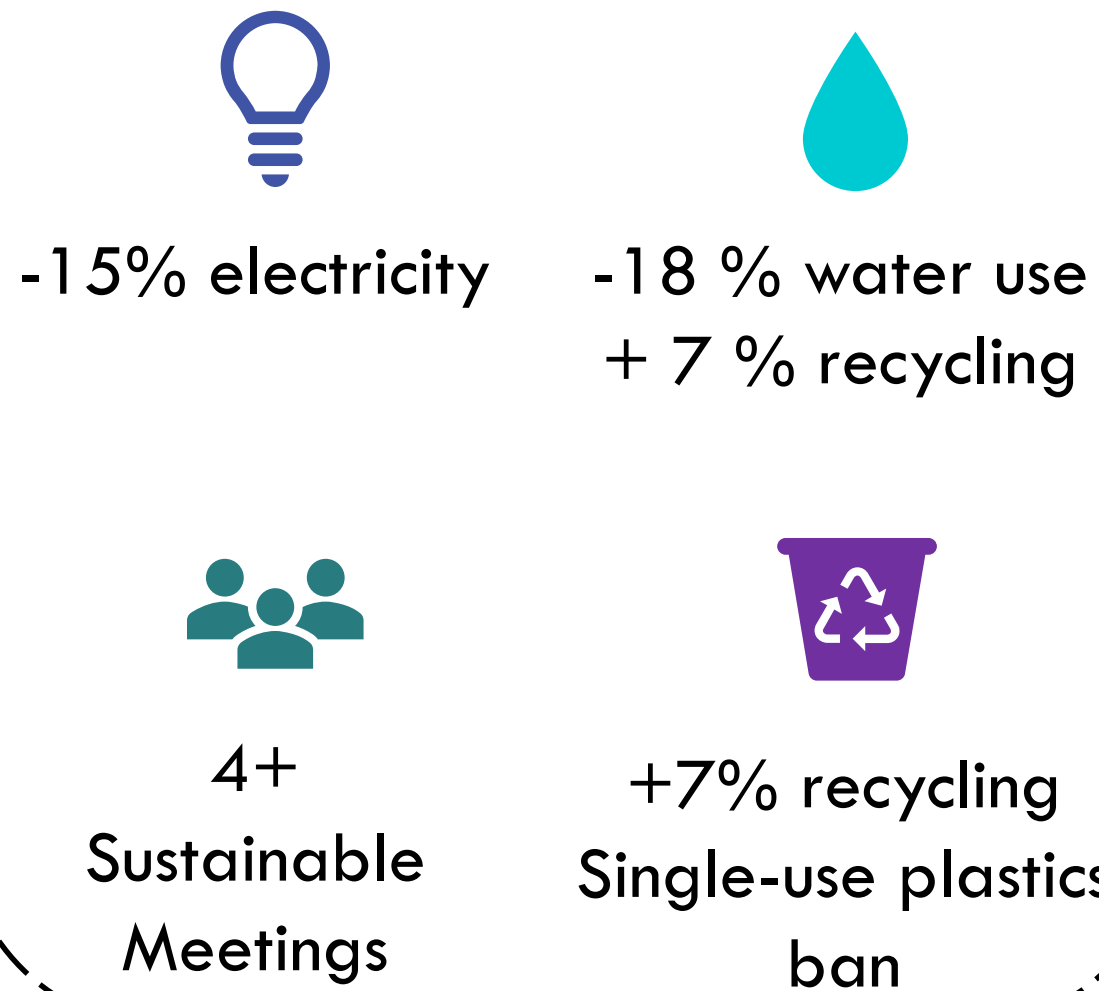 -15% electricity
-18 % water use
+ 7 % recycling
4+
Sustainable
Meetings
+7% recycling
Single-use plastics
ban